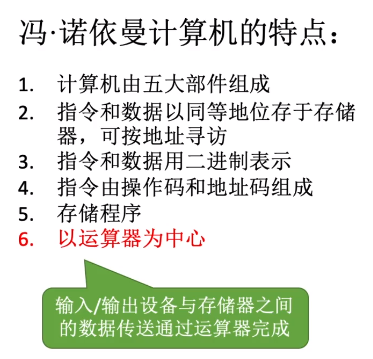 冯·诺依曼计算机的特点：
1. 计算机由五大部件组成
2. 指令和数据以同等地位存于存储
器，可按地址寻访
3. 指令和数据用二进制表示
4. 指令由操作码和地址码组成
5. 存储程序
6. 以运算器为中心
输入/输出设备与存储器之间
的数据传送通过运算器完成